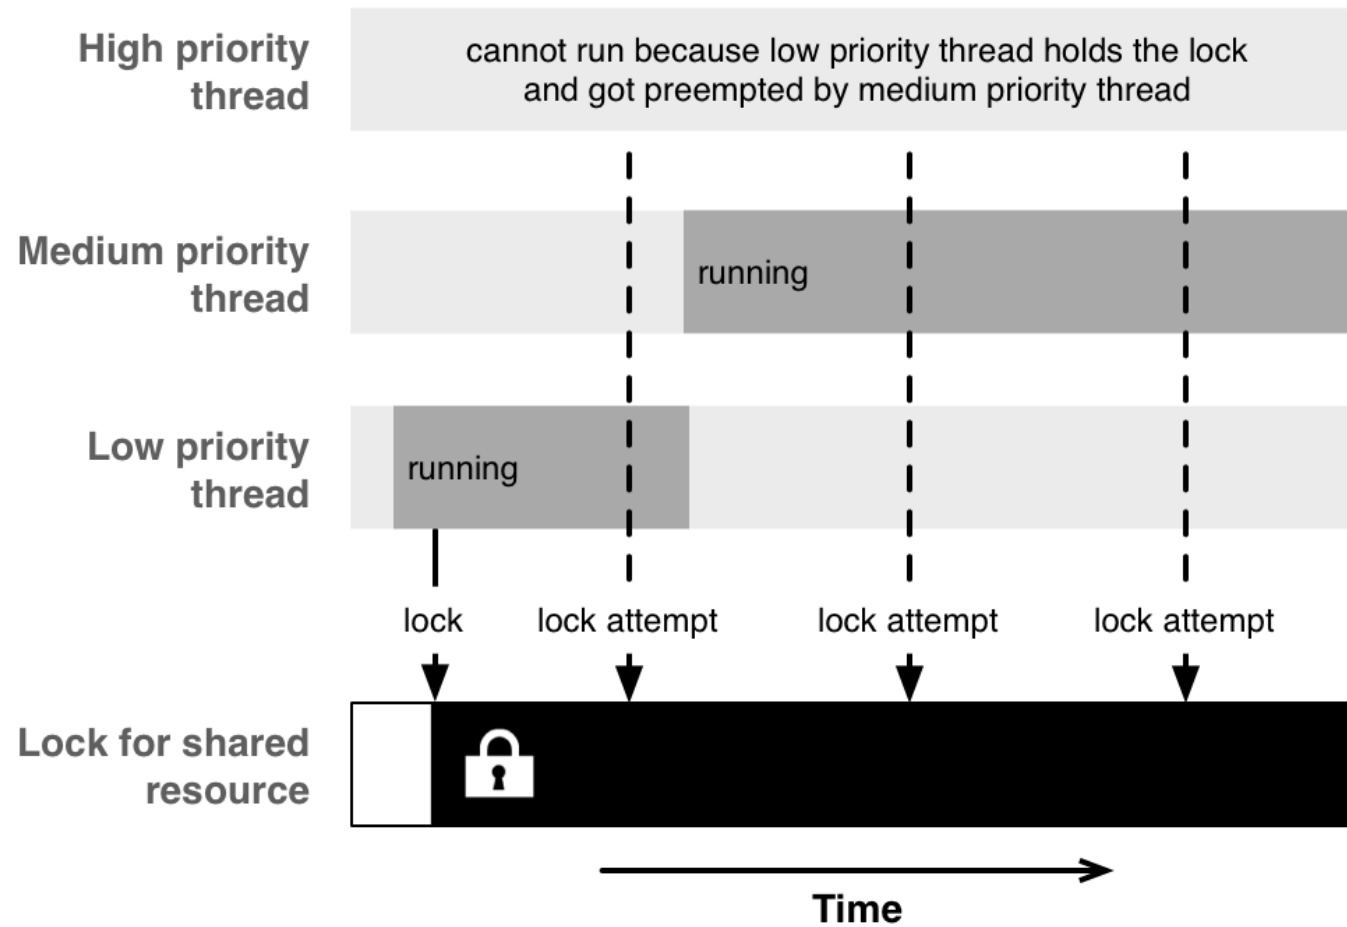 High priority
thread
cannot run because low priority thread holds the lock
and got preempted by medium priority thread
Medium priority
thread
running
Low priority
thread
running
lock
lock attempt
lock attempt
lock attempt
Lock for shared
resource
Time